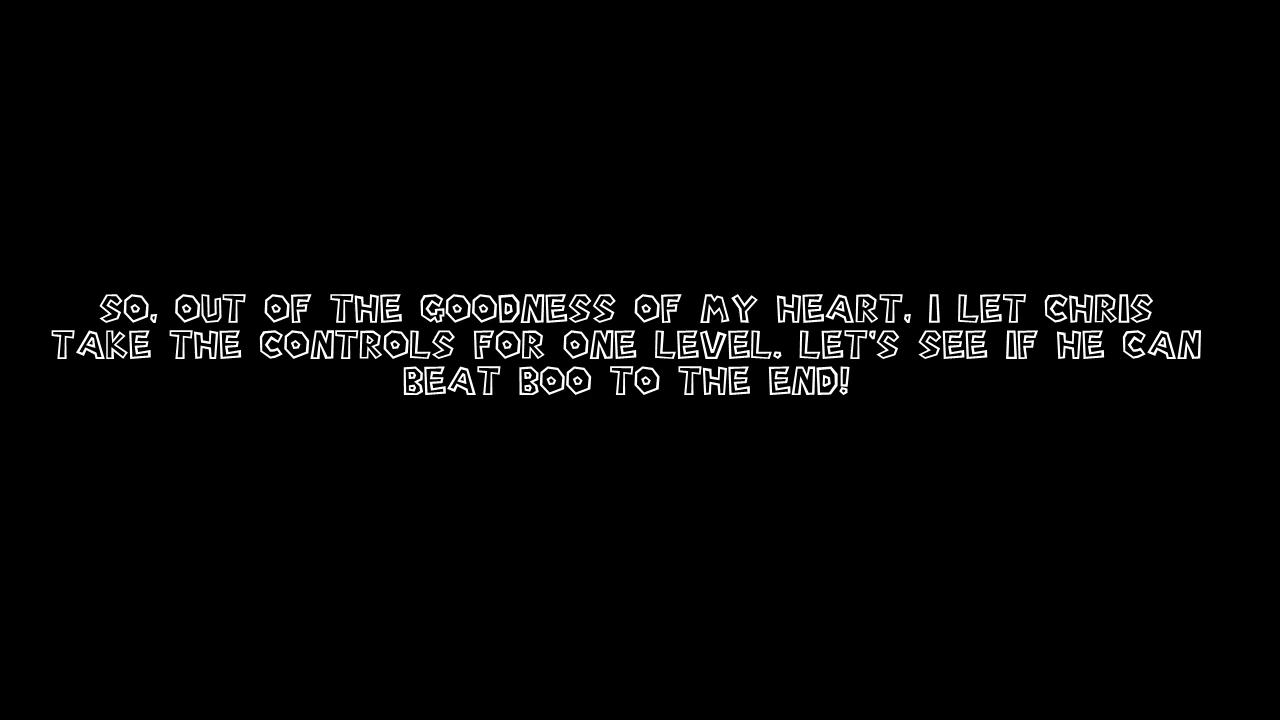 SO, OUT OF THE GOODNESS OF MY HEART, I LET CHRIS
TAKE THE CONTROLS FOR ONE LEVEL. LET'S SEE IF HE CAN
BEAT BOO TO THE END!